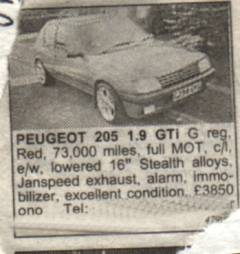 PEUGEOT 205 1.9 GTi G reg,
Red, 73,000 miles, full MOT, c/l,
e/w, lowered 16" Stealth alloys,
Janspeed exhaust, alarm, immo-
bilizer, excellent condition. £3850
ono Tel: